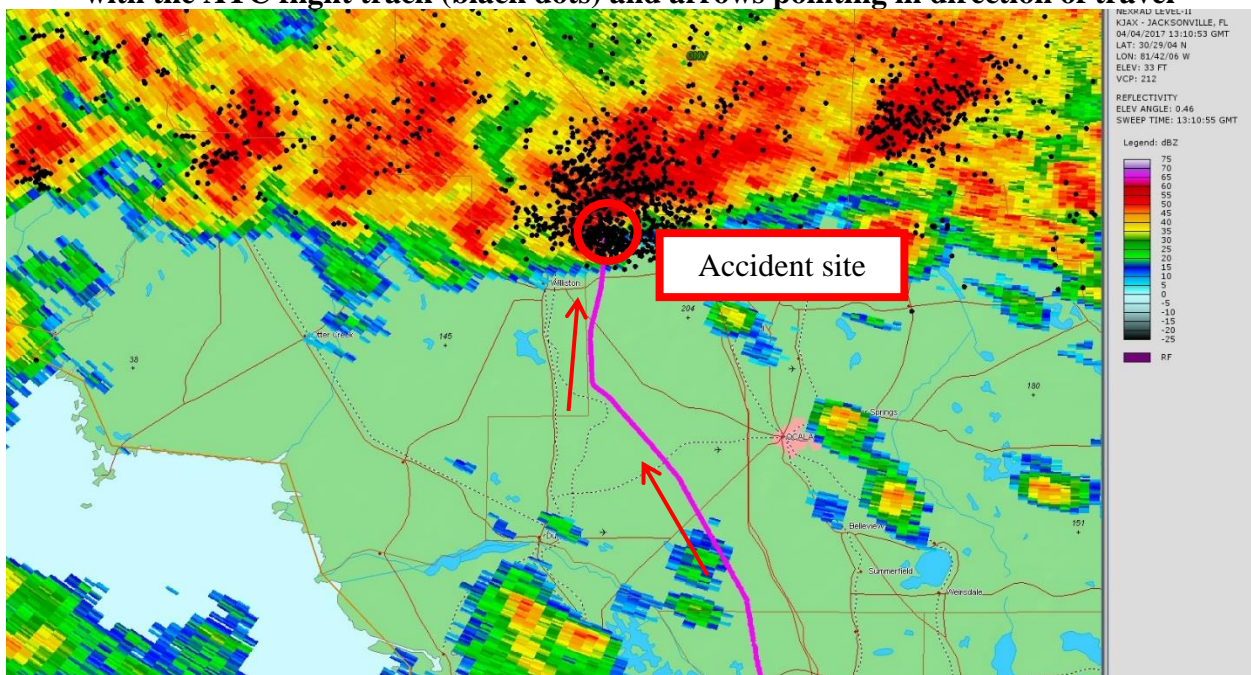 with the ATC flight track (black dots) and arrows pointing in direction of travel
NEXRAD LEVEL-II
KJAX - JACKSONVILLE, FL
04/04/2017 13:10:53 GMT
LAT: 30/29/04 N
LON: 81/42/06 W
ELEV: 33 FT
VCP: 212
REFLECTIVITY
ELEV ANGLE: 0.46
SWEEP TIME: 13:10:55 GMT
Legend: dBZ
75
70
65
60
55
50
45
40
35
30
25
20
15
10
5
0
-5
-10
-15
-20
-25
RF
Accident site
Williston
204
Otter Creek
145
38
180
Springs
OCALA
151
Belleview
Du
Summerfield
Weirsdale